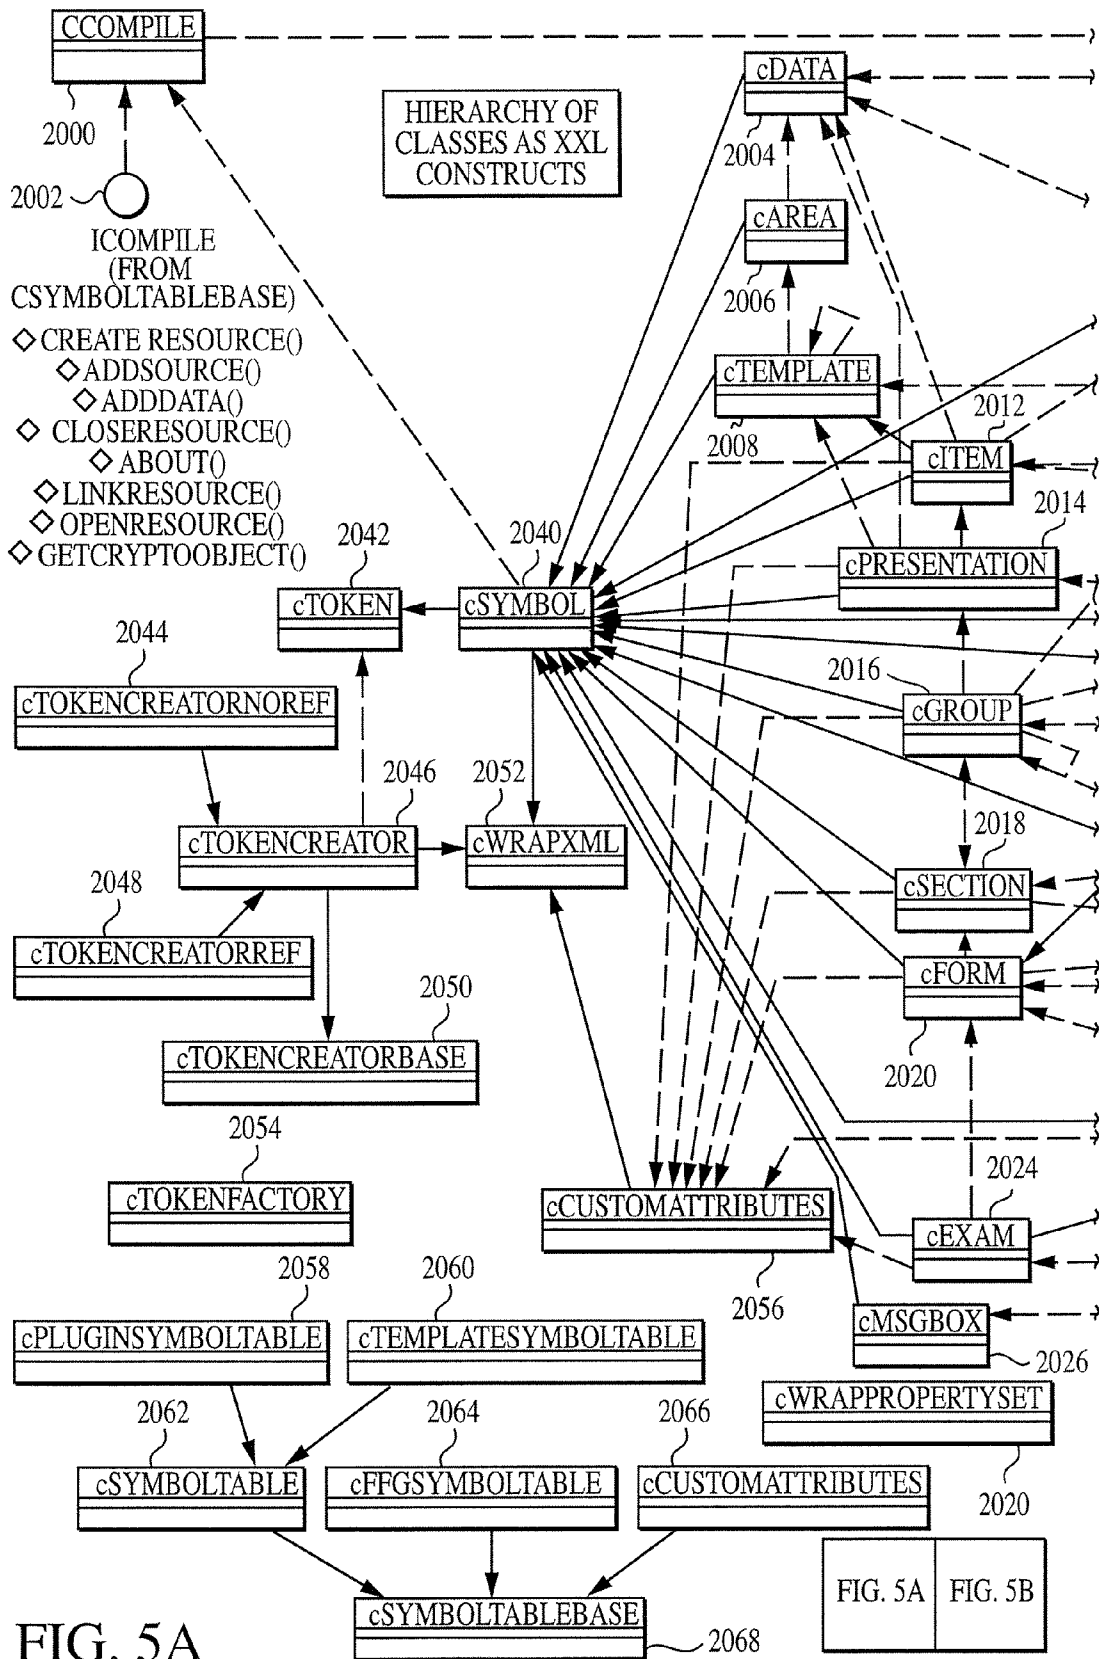 CCOMPILE
2000
2002
ICOMPILE
(FROM
CSYMBOLTABLEBASE)
CREATE RESOURCE()
ADDSOURCE()
ADDDATA()
CLOSERESOURCE()
ABOUT()
LINKRESOURCE()
OPENRESOURCE()
GETCRYPTOOBJECT()
HIERARCHY OF
CLASSES AS XXL
CONSTRUCTS
cDATA
2004
cAREA
2006
cTEMPLATE
2008
2012
cITEM
2014
cPRESENTATION
2042
cTOKEN
2040
cSYMBOL
2044
cTOKENCREATORNOREF
2016
cGROUP
2046
cTOKENCREATOR
2052
cWRAPXML
2018
cSECTION
2048
cTOKENCREATORREF
cFORM
2020
2050
cTOKENCREATORBASE
2054
cTOKENFACTORY
cCUSTOMATTRIBUTES
2056
2024
cEXAM
2058
cPLUGINSYMBOLTABLE
2060
cTEMPLATESYMBOLTABLE
cMSGBOX
2026
cWRAPPROPERTYSET
2020
2062
cSYMBOLTABLE
2064
cFFGSYMBOLTABLE
2066
cCUSTOMATTRIBUTES
cSYMBOLTABLEBASE
2068
FIG. 5A
FIG. 5B
FIG. 5A